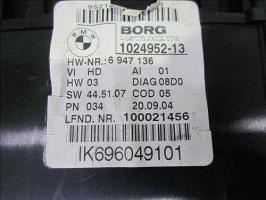 BMW
BORG
1024952-13
HW-NR.: 6 947 136
VI HD AI 01
HW 03 DIAG 08D0
SW 44.51.07 COD 05
PN 034 20.09.04
LFND. NR. 100021456
IK696049101